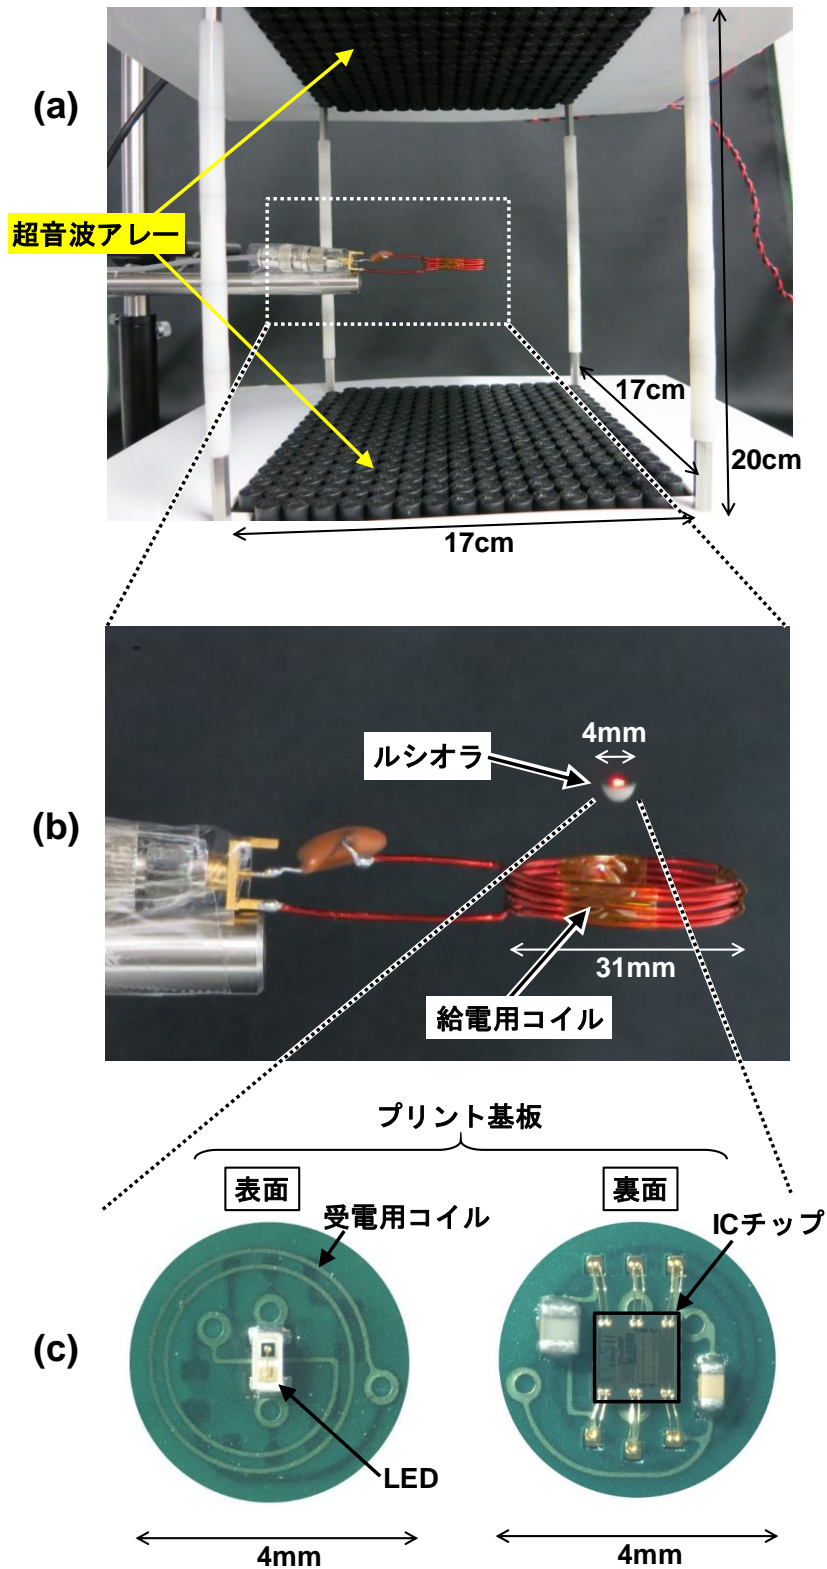 (a)
超音波アレー
17cm
20cm
17cm
4mm
ルシオラ
(b)
31mm
給電用コイル
プリント基板
表面
裏面
受電用コイル
ICチップ
(c)
LED
4mm
4mm